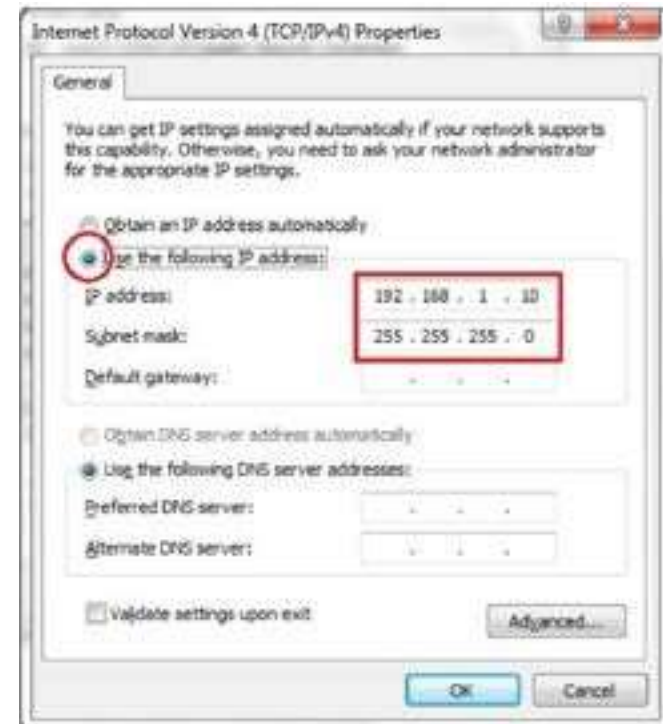 Internet Protocol Version 4 (TCP/IPv4) Properties
General
You can get IP settings assigned automatically if your network supports
this capability. Otherwise, you need to ask your network administrator
for the appropriate IP settings.
Obtain an IP address automatically
Use the following IP address:
IP address: 192 . 168 . 1 . 10
Subnet mask: 255 . 255 . 255 . 0
Default gateway: . . .
Obtain DNS server address automatically
Use the following DNS server addresses:
Preferred DNS server: . . .
Alternate DNS server: . . .
Validate settings upon exit
Advanced...
OK Cancel